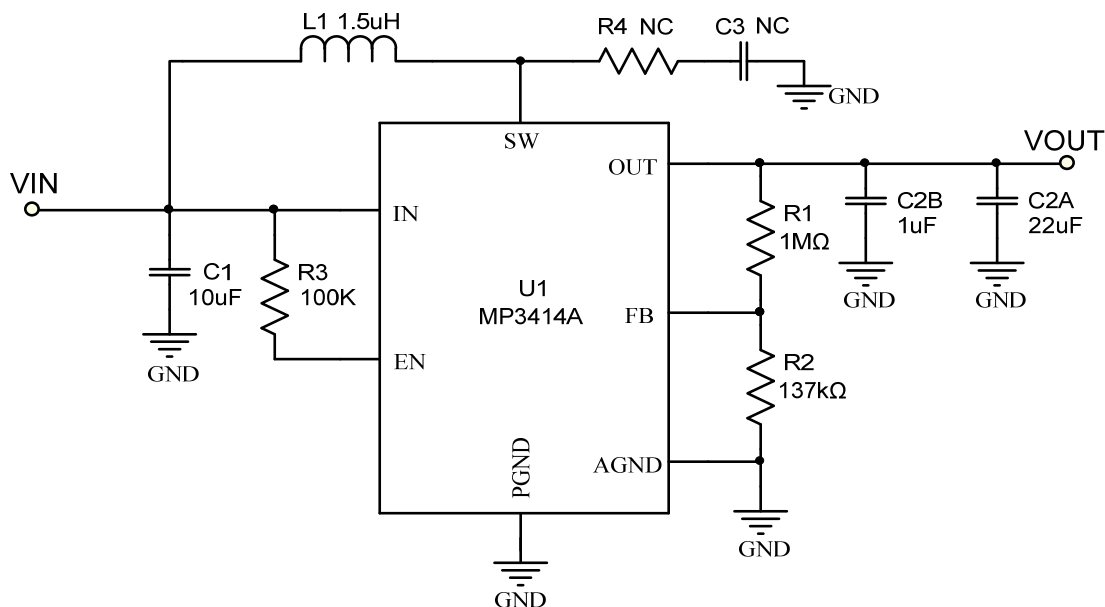 L1 1.5uH
R4 NC
C3 NC
GND
SW
VOUT
OUT
VIN
IN
C2B
1uF
C2A
22uF
R1
1MΩ
C1
10uF
R3
100K
U1
MP3414A
GND
GND
FB
EN
GND
R2
137kΩ
PGND
AGND
GND
GND